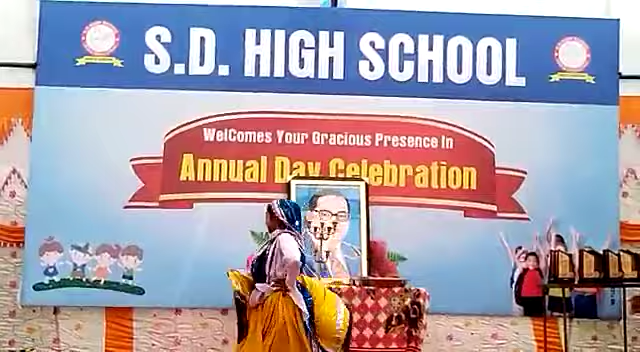 S.D. HIGH SCHOOL
WelComes Your Gracious Presence In
Annual Day Celebration